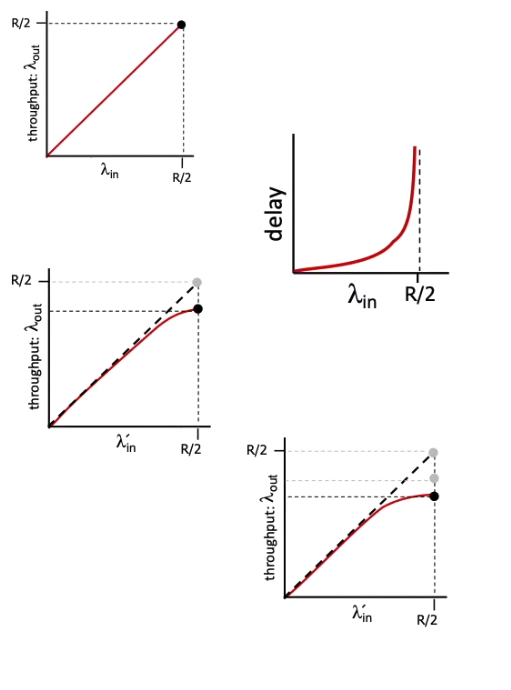 R/2
throughput: λout
λin
R/2
delay
λin
R/2
R/2
throughput: λout
λ′in
R/2
R/2
throughput: λout
λ′in
R/2